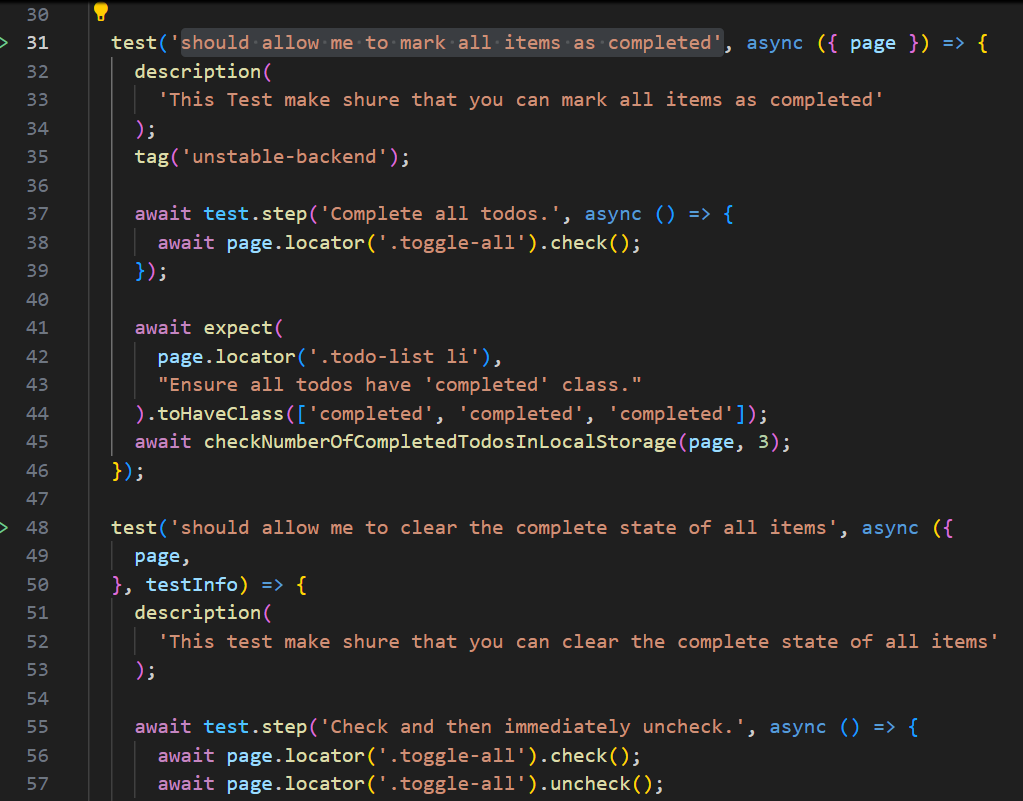 30
31 test('should allow me to mark all items as completed', async ({ page }) => {
32 description(
33 'This Test make shure that you can mark all items as completed'
34 );
35 tag('unstable-backend');
36
37 await test.step('Complete all todos.', async () => {
38 await page.locator('.toggle-all').check();
39 });
40
41 await expect(
42 page.locator('.todo-list li'),
43 "Ensure all todos have 'completed' class."
44 ).toHaveClass(['completed', 'completed', 'completed']);
45 await checkNumberOfCompletedTodosInLocalStorage(page, 3);
46 });
47
48 test('should allow me to clear the complete state of all items', async ({
49 page,
50 }, testInfo) => {
51 description(
52 'This test make shure that you can clear the complete state of all items'
53 );
54
55 await test.step('Check and then immediately uncheck.', async () => {
56 await page.locator('.toggle-all').check();
57 await page.locator('.toggle-all').uncheck();